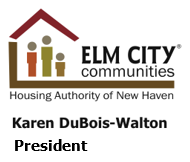 ELM CITY®
communities
Housing Authority of New Haven
Karen DuBois-Walton
President